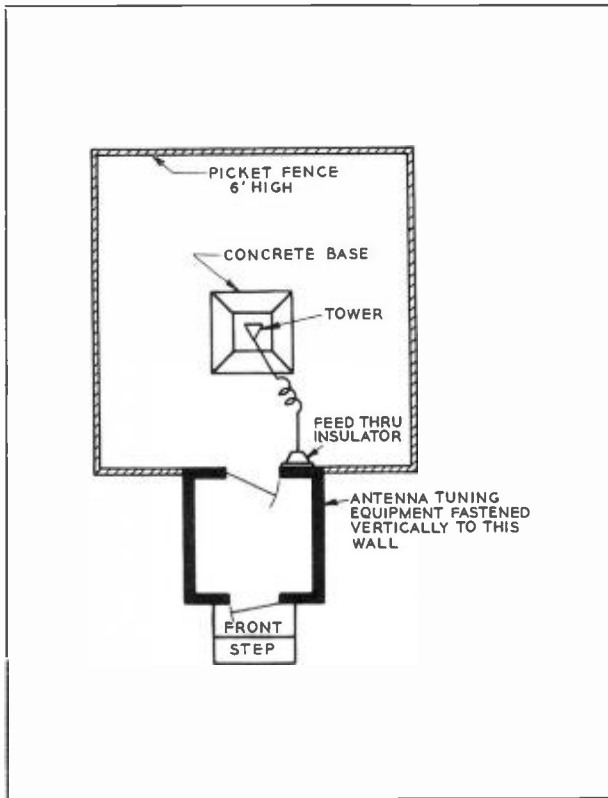 PICKET FENCE
6' HIGH
CONCRETE BASE
TOWER
FEED THRU
INSULATOR
ANTENNA TUNING
EQUIPMENT FASTENED
VERTICALLY TO THIS
WALL
FRONT
STEP